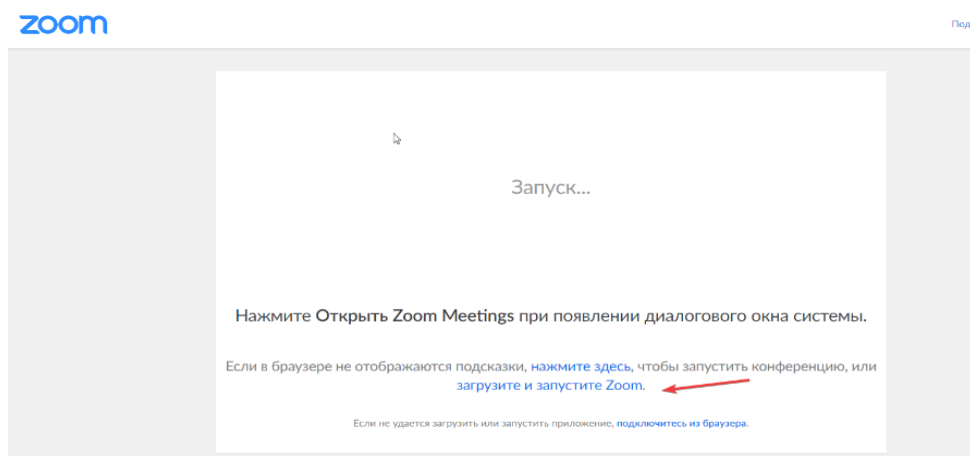 zoom
Под
Запуск...
Нажмите Открыть Zoom Meetings при появлении диалогового окна системы.
Если в браузере не отображаются подсказки, нажмите здесь, чтобы запустить конференцию, или
загрузите и запустите Zoom.
Если не удается загрузить или запустить приложение, подключитесь из браузера.